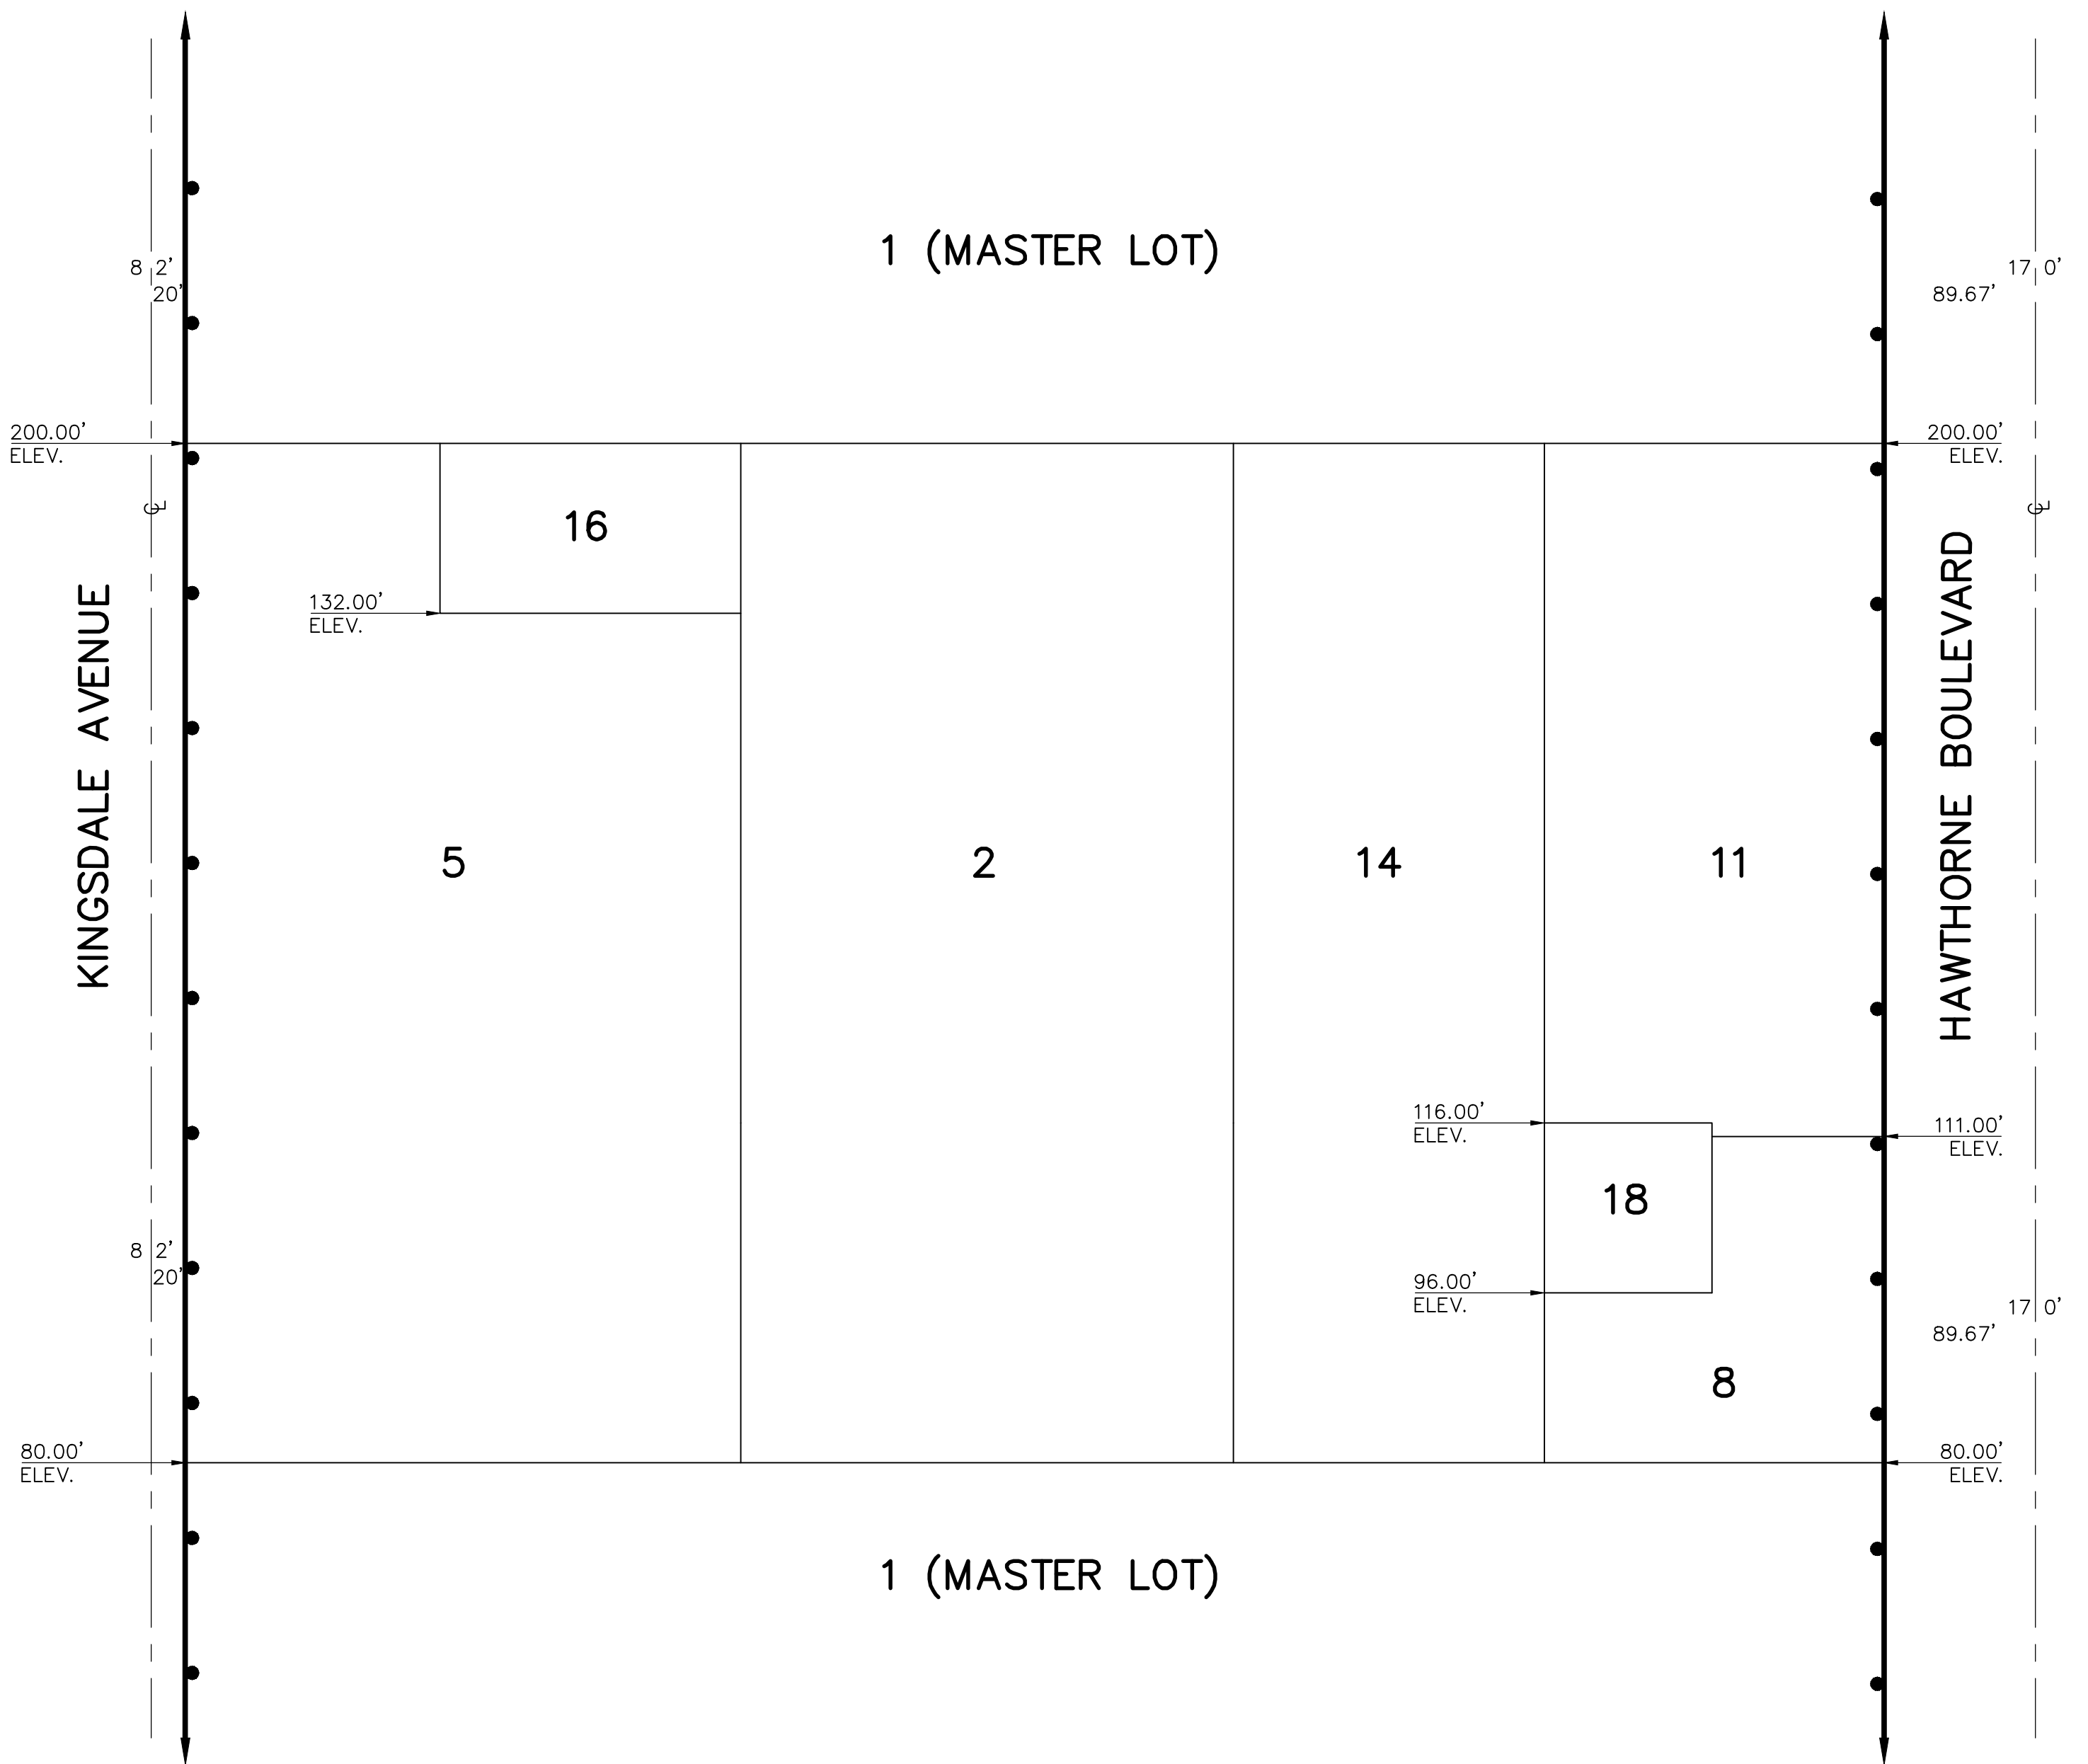 1 (MASTER LOT)
8 2'
20'
17 0'
89.67'
200.00'
ELEV.
200.00'
ELEV.
℄
℄
16
132.00'
ELEV.
KINGSDALE AVENUE
HAWTHORNE BOULEVARD
5
2
14
11
116.00'
ELEV.
111.00'
ELEV.
18
8 2'
20'
96.00'
ELEV.
17 0'
89.67'
8
80.00'
ELEV.
80.00'
ELEV.
1 (MASTER LOT)